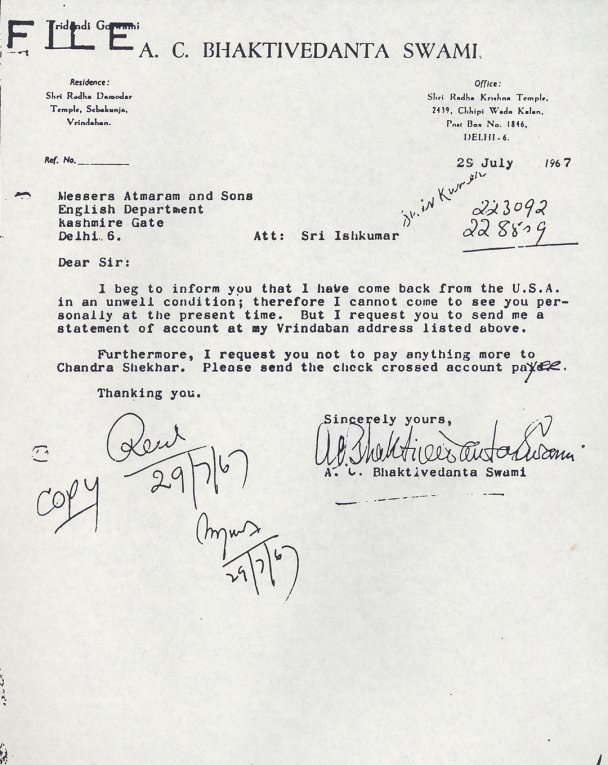 FILE
Tridandi Goswami
A. C. BHAKTIVEDANTA SWAMI.
Residence:
Shri Radha Damodar
Temple, Sebakunja,
Vrindaban.
Office:
Shri Radha Krishna Temple,
2439, Chhipi Wada Kalan,
Post Box No. 1846,
DELHI-6.
Ref. No.
29 July 1967
Messers Atmaram and Sons
English Department
Kashmire Gate
Delhi 6. Att: Sri Ishkumar
223092
Dear Sir:
I beg to inform you that I have come back from the U.S.A.
in an unwell condition; therefore I cannot come to see you per-
sonally at the present time. But I request you to send me a
statement of account at my Vrindaban address listed above.
Furthermore, I request you not to pay anything more to
Chandra Shekhar. Please send the check crossed account payee.
Thanking you.
Sincerely yours,
A.C. Bhaktivedanta Swami
A. C. Bhaktivedanta Swami
29/7/67
COPY
29/7/67